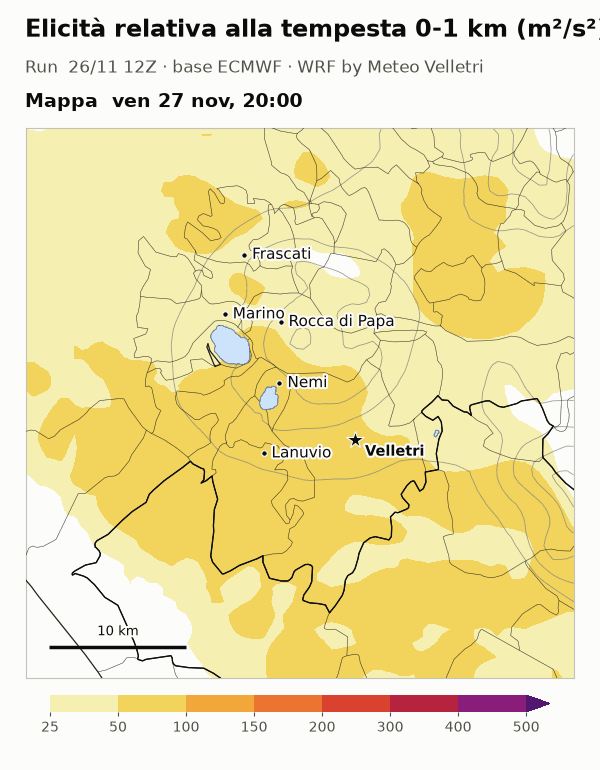 Elicità relativa alla tempesta 0-1 km (m²/s²)
Run  26/11 12Z · base ECMWF · WRF by Meteo Velletri
Mappa  ven 27 nov, 20:00
Frascati
Marino
Rocca di Papa
Nemi
Velletri
Lanuvio
10 km
25 50 100 150 200 300 400 500